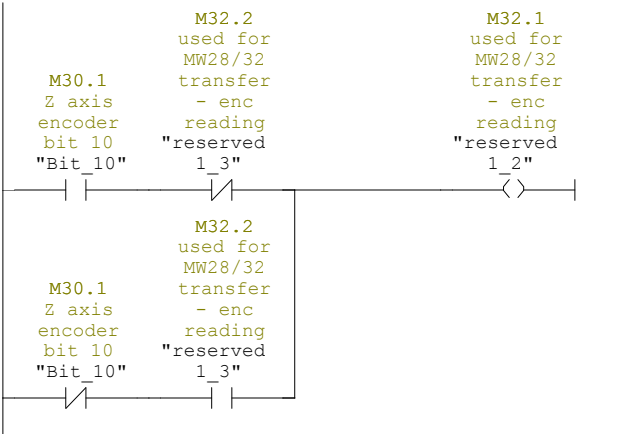 M32.2
used for
MW28/32
transfer
- enc
reading
"reserved
1_3"
M30.1
Z axis
encoder
bit 10
"Bit_10"
M32.1
used for
MW28/32
transfer
- enc
reading
"reserved
1_2"
M32.2
used for
MW28/32
transfer
- enc
reading
"reserved
1_3"
M30.1
Z axis
encoder
bit 10
"Bit_10"